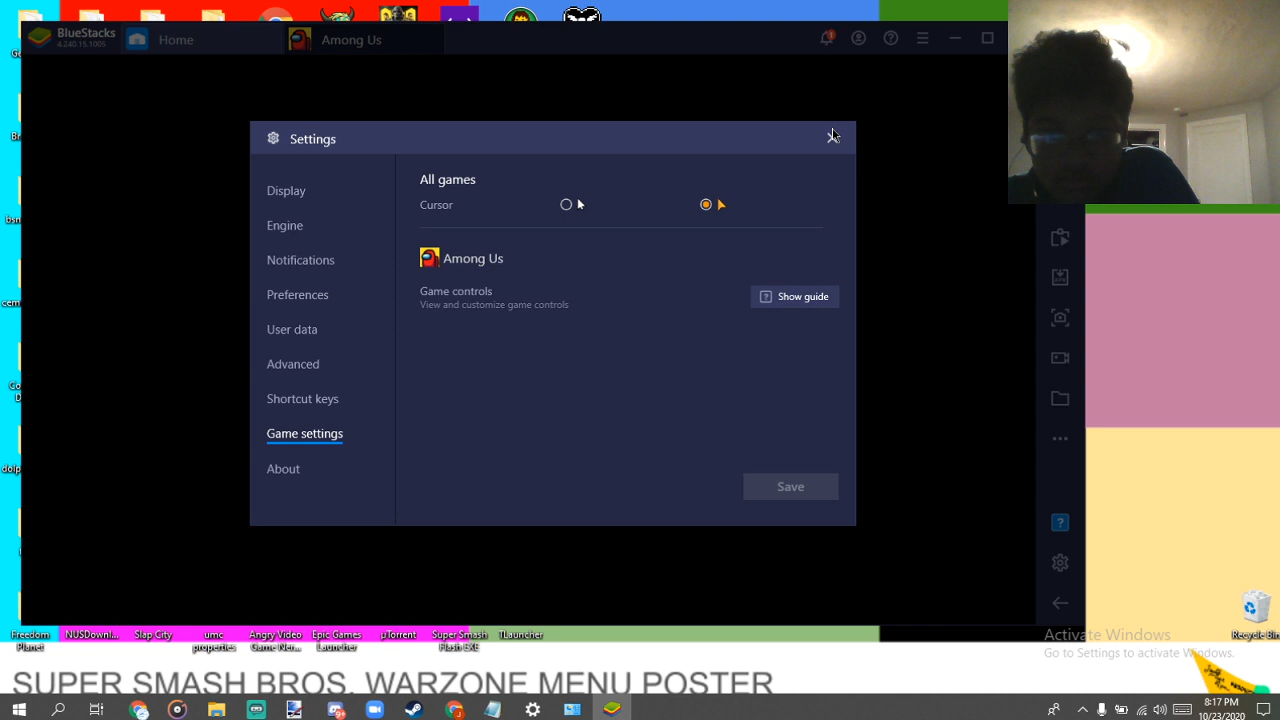 BlueStacks
4.240.15.1005
Home
Among Us
1
Settings
Display
Engine
Notifications
Preferences
User data
Advanced
Shortcut keys
Game settings
About
All games
Cursor
Among Us
Game controls
View and customize game controls
? Show guide
Save
?
Freedom Planet
NUSDownl...
Slap City
umc properties
Angry Video Game Ner...
Epic Games Launcher
µTorrent
Super Smash Flash EXE
TLauncher
Recycle Bin
Activate Windows
Go to Settings to activate Windows.
SUPER SMASH BROS. WARZONE MENU POSTER
8:17 PM
10/23/2020